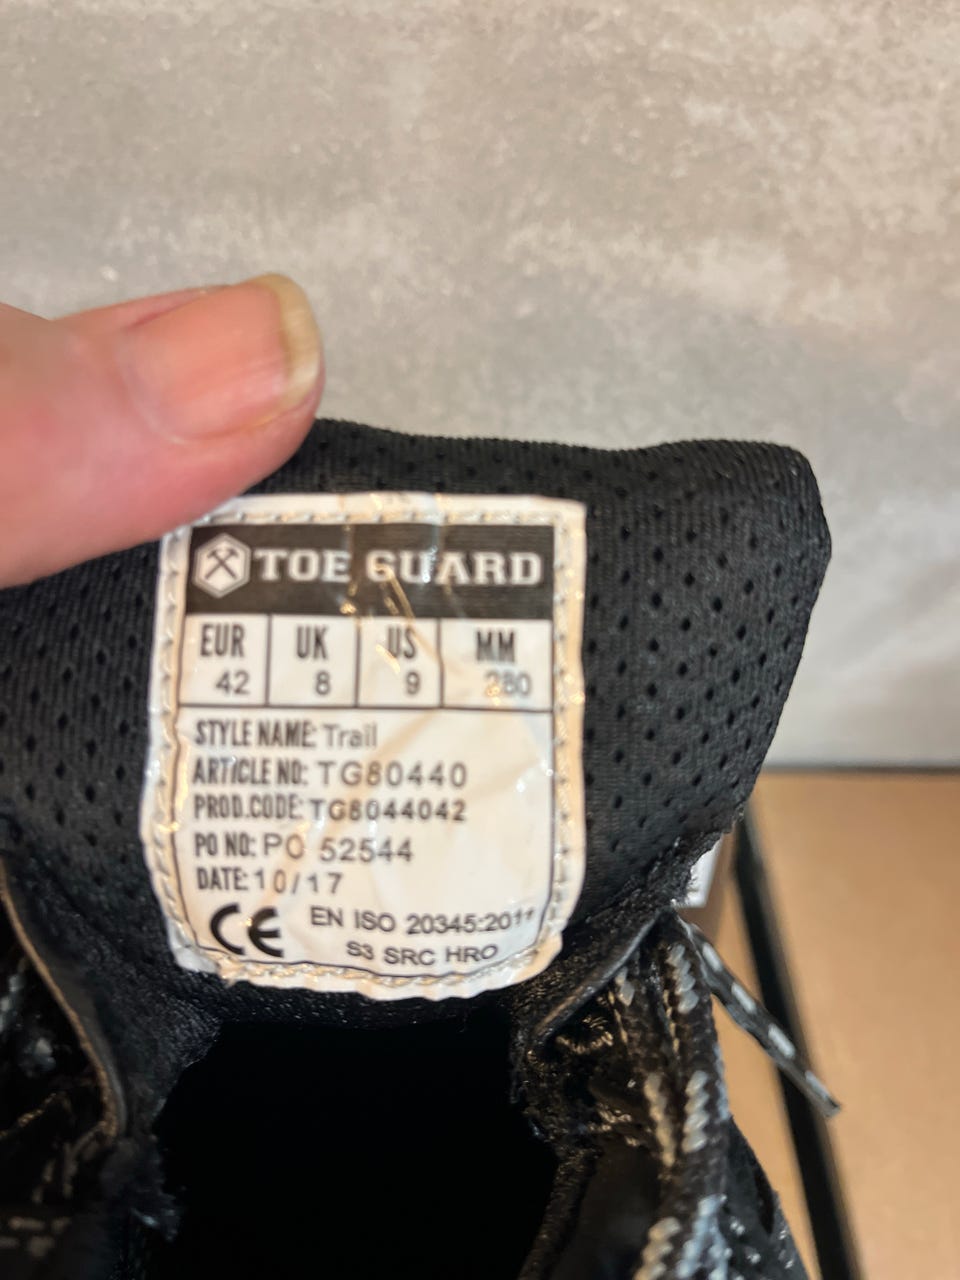 TOE GUARD
EUR UK US MM
42 8 9 280
STYLE NAME: Trail
ARTICLE NO: TG80440
PROD.CODE: TG8044042
PO NO: PO 52544
DATE: 10/17
CE EN ISO 20345:2011
S3 SRC HRO